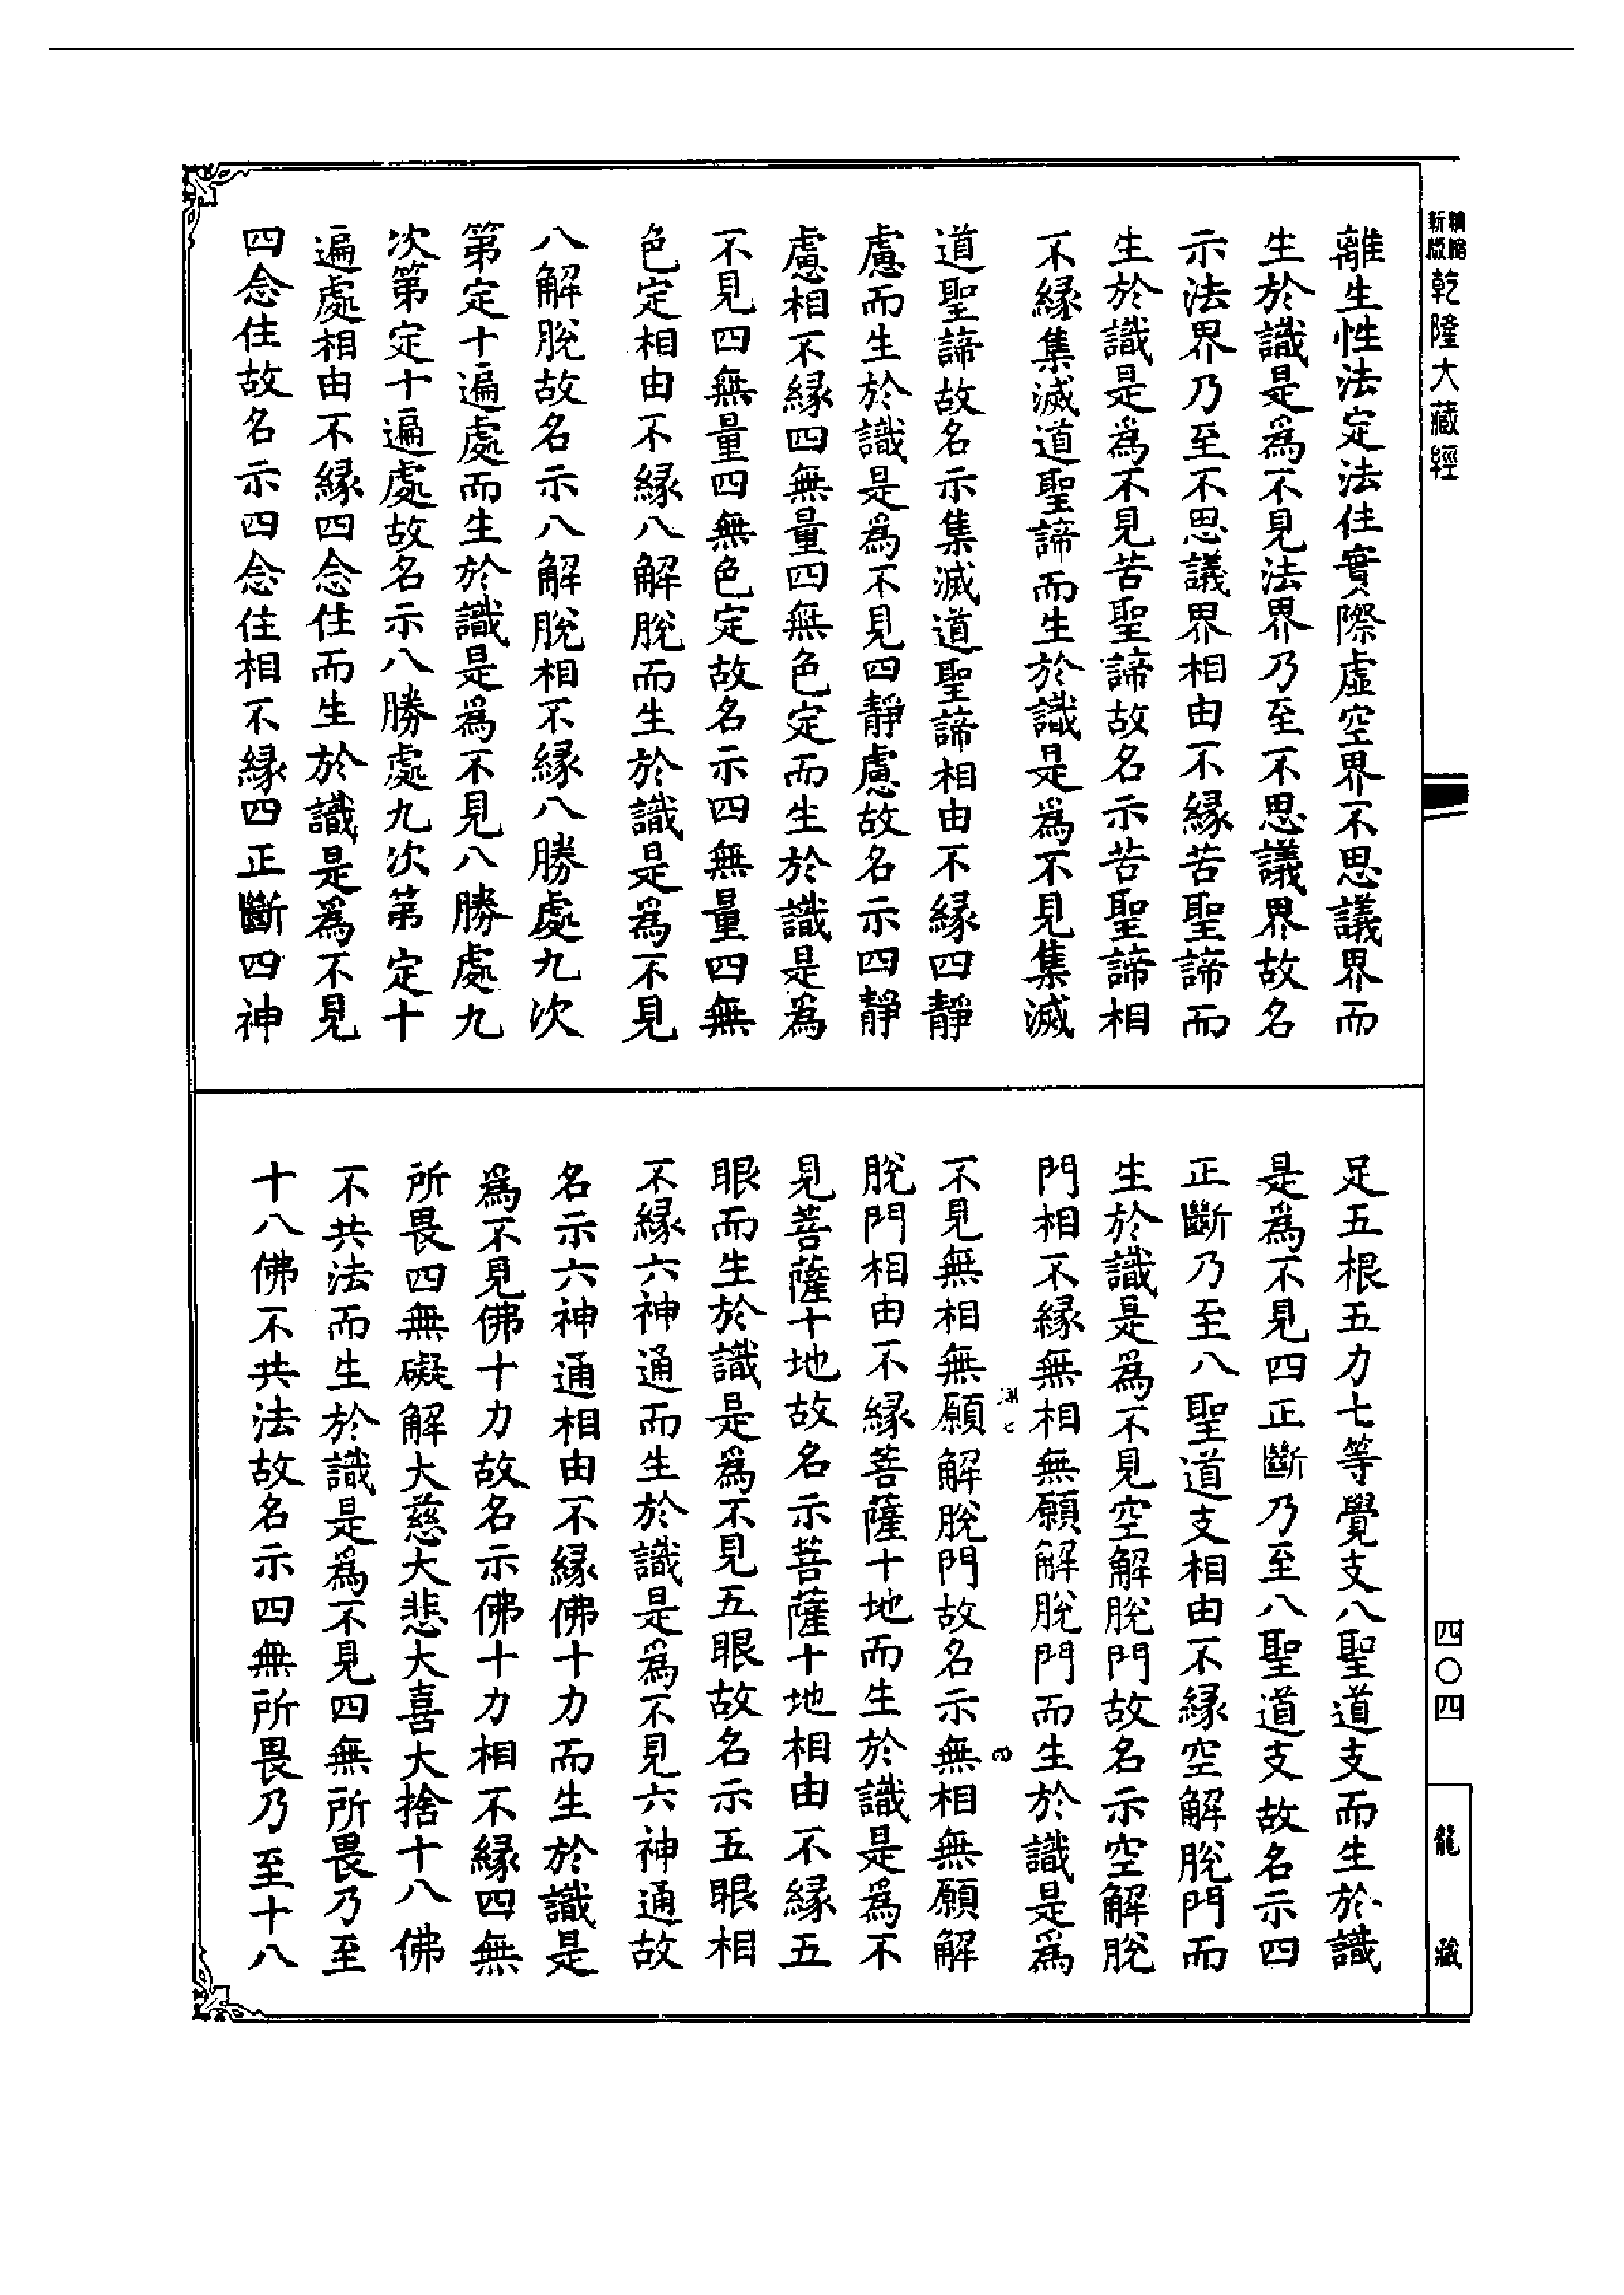 乾隆大藏經
離生性法定法住實際虛空界不思議界而
生於識是為不見法界乃至不思議界故名
示法界乃至不思議界相由不緣苦聖諦而
生於識是為不見苦聖諦故名示苦聖諦相
不緣集滅道聖諦而生於識是為不見集滅
道聖諦故名示集滅道聖諦相由不緣四靜
慮而生於識是為不見四靜慮故名示四靜
慮相不緣四無量四無色定而生於識是為
不見四無量四無色定故名示四無量四無
色定相由不緣八解脫而生於識是為不見
八解脫故名示八解脫相不緣八勝處九次
第定十遍處而生於識是為不見八勝處九
次第定十遍處故名示八勝處九次第定十
遍處相由不緣四念住而生於識是為不見
四念住故名示四念住相不緣四正斷四神
足五根五力七等覺支八聖道支而生於識
是為不見四正斷乃至八聖道支故名示四
正斷乃至八聖道支相由不緣空解脫門而
生於識是為不見空解脫門故名示空解脫
門相不緣無相無願解脫門而生於識是為
不見無相無願解脫門故名示無相無願解
脫門相由不緣菩薩十地而生於識是為不
見菩薩十地故名示菩薩十地相由不緣五
眼而生於識是為不見五眼故名示五眼相
不緣六神通而生於識是為不見六神通故
名示六神通相由不緣佛十力而生於識是
為不見佛十力故名示佛十力相不緣四無
所畏四無礙解大慈大悲大喜大捨十八佛
不共法而生於識是為不見四無所畏乃至
十八佛不共法故名示四無所畏乃至十八
四〇四
龍藏